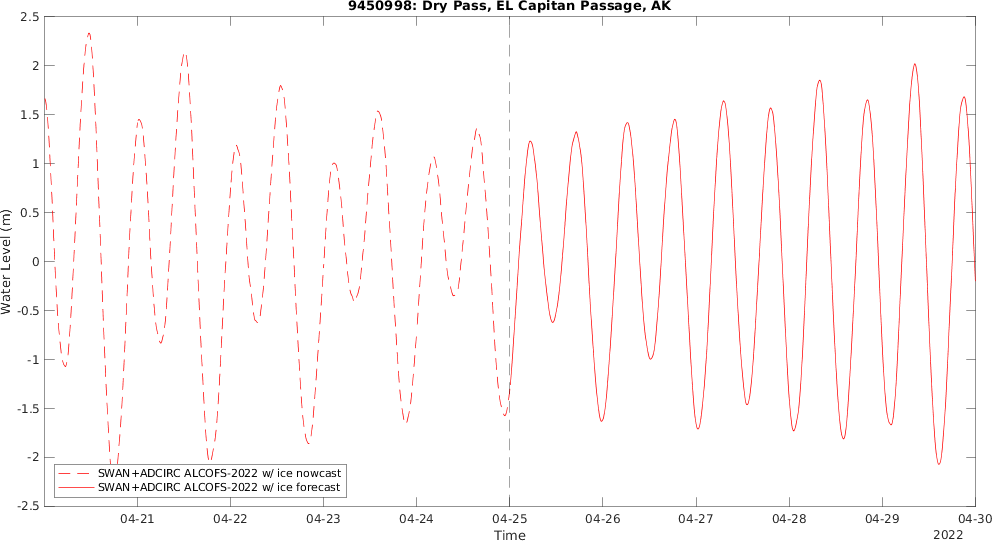 9450998: Dry Pass, EL Capitan Passage, AK
2.5
2
1.5
1
0.5
0
-0.5
-1
-1.5
-2
-2.5
Water Level (m)
SWAN+ADCIRC ALCOFS-2022 w/ ice nowcast
SWAN+ADCIRC ALCOFS-2022 w/ ice forecast
04-21 04-22 04-23 04-24 04-25 04-26 04-27 04-28 04-29 04-30
Time
2022